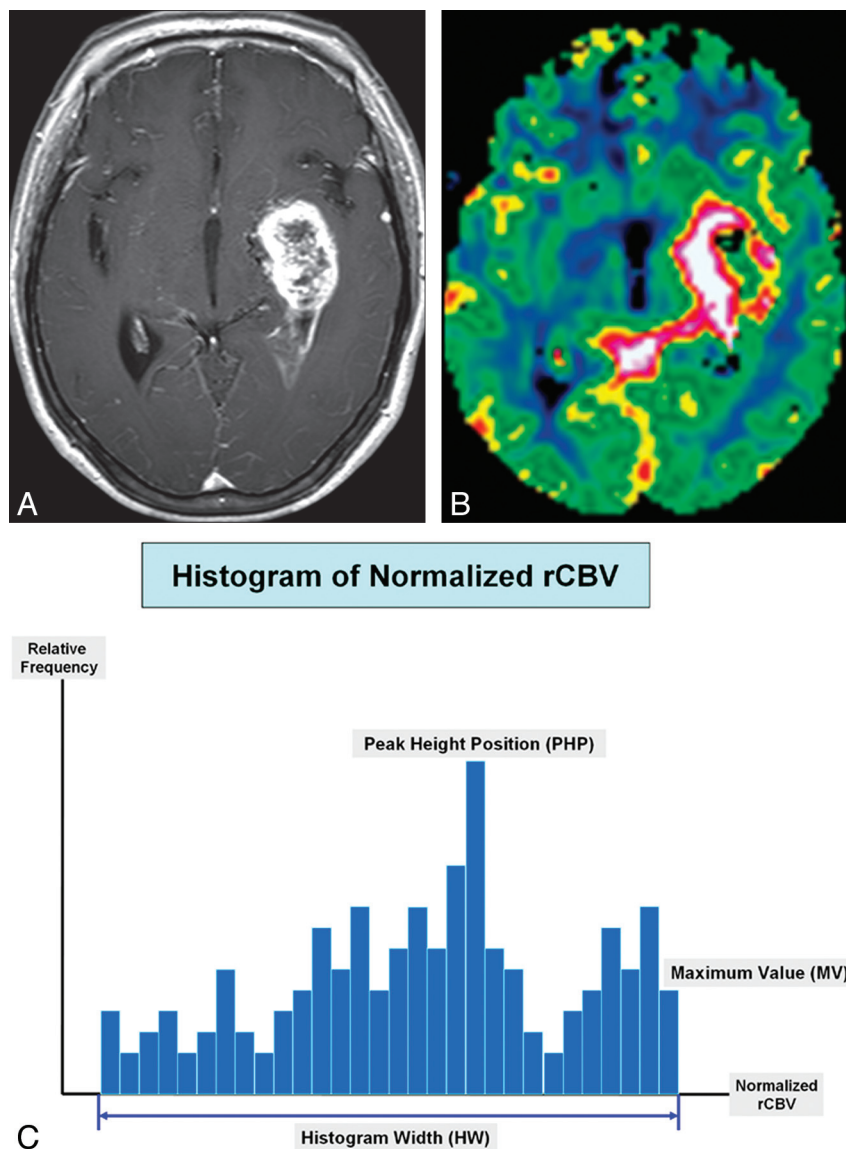 A
B
Histogram of Normalized rCBV
Relative
Frequency
Peak Height Position (PHP)
Maximum Value (MV)
Normalized
rCBV
Histogram Width (HW)
C